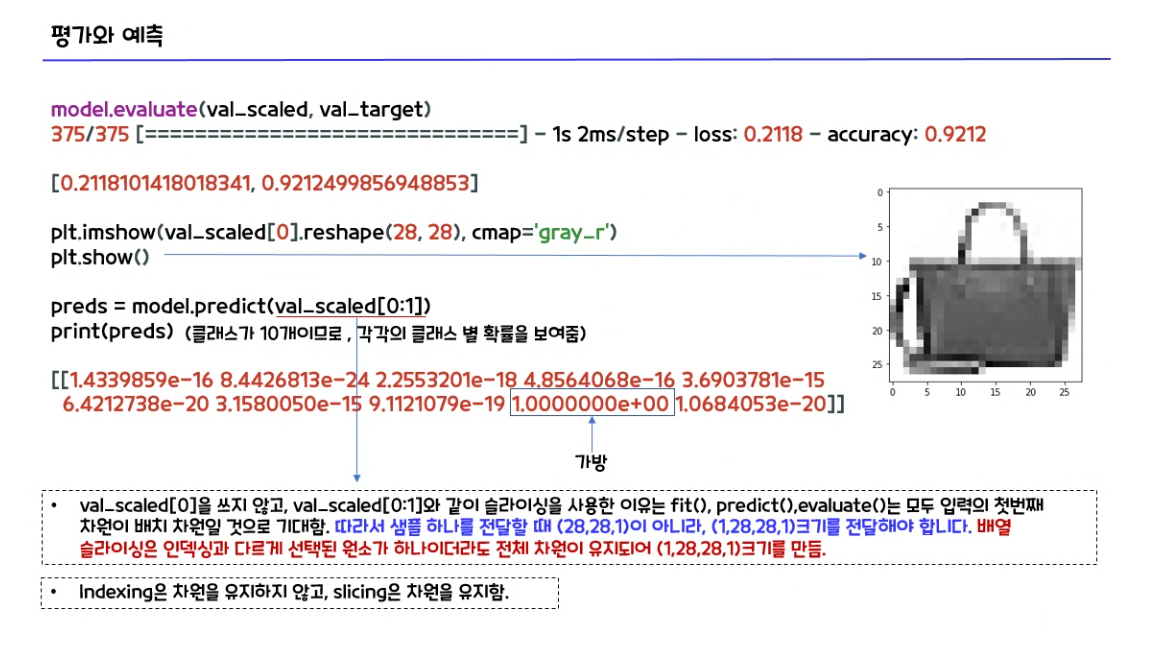 평가와 예측
model.evaluate(val_scaled, val_target)
375/375 [==============================] - 1s 2ms/step - loss: 0.2118 - accuracy: 0.9212
[0.2118101418018341, 0.9212499856948853]
plt.imshow(val_scaled[0].reshape(28, 28), cmap='gray_r')
plt.show()
preds = model.predict(val_scaled[0:1])
print(preds) (클래스가 10개이므로 , 각각의 클래스 별 확률을 보여줌)
[[1.4339859e-16 8.4426813e-24 2.2553201e-18 4.8564068e-16 3.6903781e-15
6.4212738e-20 3.1580050e-15 9.1121079e-19 1.0000000e+00 1.0684053e-20]]
0
5
10
15
20
25
0 5 10 15 20 25
가방
• val_scaled[0]을 쓰지 않고, val_scaled[0:1]와 같이 슬라이싱을 사용한 이유는 fit(), predict(),evaluate()는 모두 입력의 첫번째
차원이 배치 차원일 것으로 기대함. 따라서 샘플 하나를 전달할 때 (28,28,1)이 아니라, (1,28,28,1)크기를 전달해야 합니다. 배열
슬라이싱은 인덱싱과 다르게 선택된 원소가 하나이더라도 전체 차원이 유지되어 (1,28,28,1)크기를 만듬.
• Indexing은 차원을 유지하지 않고, slicing은 차원을 유지함.